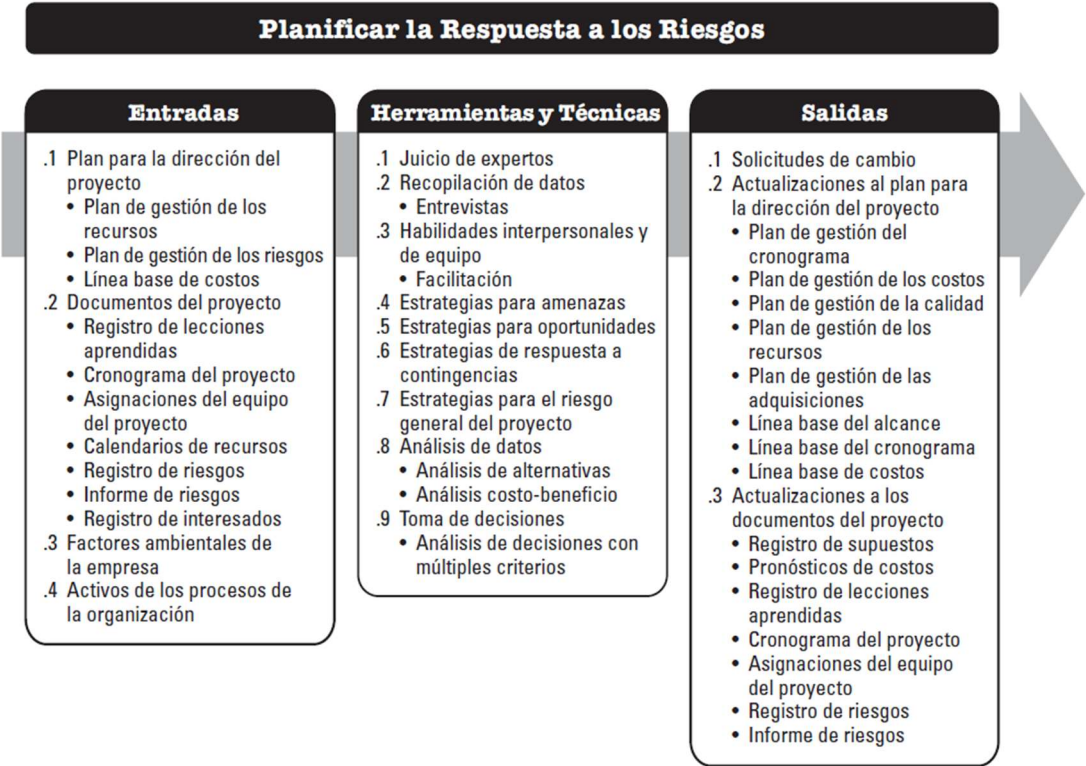 Planificar la Respuesta a los Riesgos
Entradas
.1 Plan para la dirección del
proyecto
• Plan de gestión de los
recursos
• Plan de gestión de los riesgos
• Línea base de costos
.2 Documentos del proyecto
• Registro de lecciones
aprendidas
• Cronograma del proyecto
• Asignaciones del equipo
del proyecto
• Calendarios de recursos
• Registro de riesgos
• Informe de riesgos
• Registro de interesados
.3 Factores ambientales de
la empresa
.4 Activos de los procesos de
la organización
Herramientas y Técnicas
.1 Juicio de expertos
.2 Recopilación de datos
• Entrevistas
.3 Habilidades interpersonales y
de equipo
• Facilitación
.4 Estrategias para amenazas
.5 Estrategias para oportunidades
.6 Estrategias de respuesta a
contingencias
.7 Estrategias para el riesgo
general del proyecto
.8 Análisis de datos
• Análisis de alternativas
• Análisis costo-beneficio
.9 Toma de decisiones
• Análisis de decisiones con
múltiples criterios
Salidas
.1 Solicitudes de cambio
.2 Actualizaciones al plan para
la dirección del proyecto
• Plan de gestión del
cronograma
• Plan de gestión de los costos
• Plan de gestión de la calidad
• Plan de gestión de los
recursos
• Plan de gestión de las
adquisiciones
• Línea base del alcance
• Línea base del cronograma
• Línea base de costos
.3 Actualizaciones a los
documentos del proyecto
• Registro de supuestos
• Pronósticos de costos
• Registro de lecciones
aprendidas
• Cronograma del proyecto
• Asignaciones del equipo
del proyecto
• Registro de riesgos
• Informe de riesgos